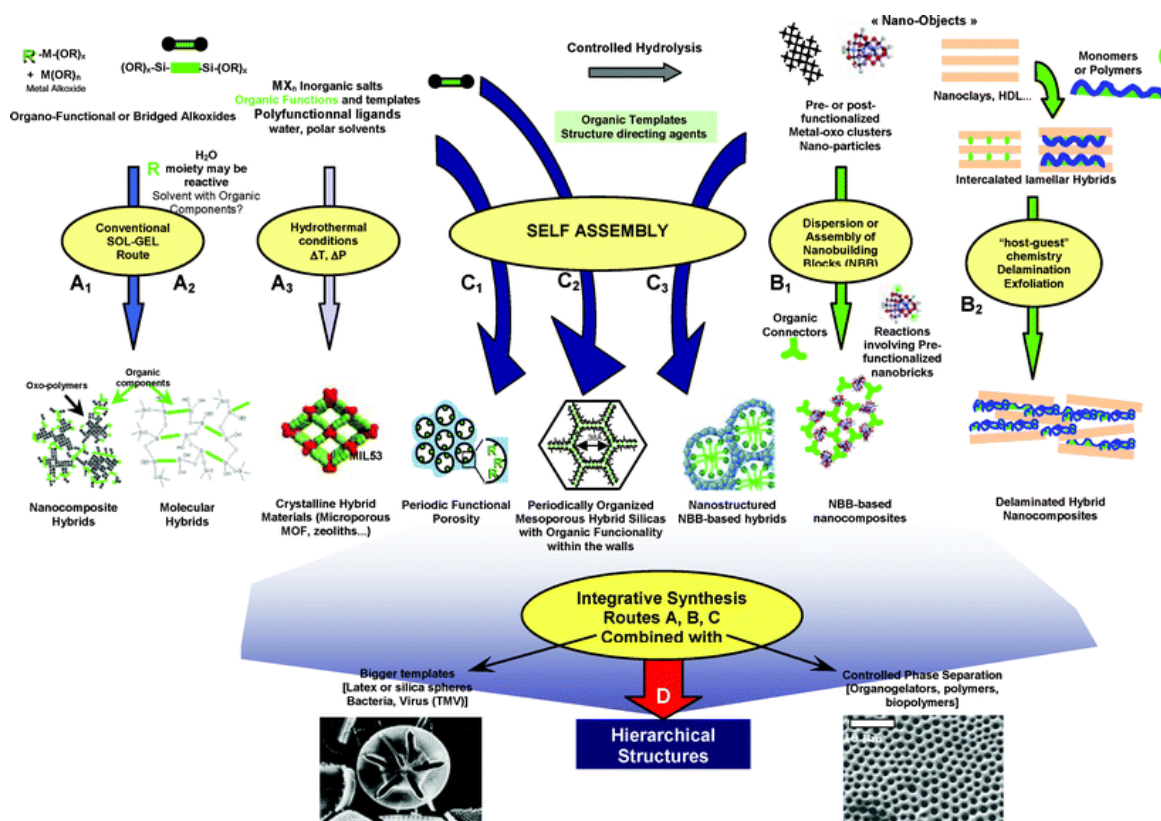 R-M-(OR)x
+ M(OR)n
Metal Alkoxide
(OR)x-Si-
-Si-(OR)x
Organo-Functional or Bridged Alkoxides
MXn Inorganic salts
Organic Functions and templates
Polyfunctionnal ligands
water, polar solvents
Controlled Hydrolysis
Organic Templates
Structure directing agents
« Nano-Objects »
Pre- or post-
functionalized
Metal-oxo clusters
Nano-particles
Nanoclays, HDL...
Monomers
or Polymers
Intercalated lamellar Hybrids
H2O
R moiety may be
reactive
Solvent with Organic
Components?
Conventional
SOL-GEL
Route
A1
A2
Hydrothermal
conditions
ΔT, ΔP
A3
SELF ASSEMBLY
C1
C2
C3
Dispersion or
Assembly of
Nanobuilding
Blocks (NBB)
B1
"host-guest"
chemistry
Delamination
Exfoliation
B2
Organic
Connectors
Reactions
involving Pre-
functionalized
nanobricks
Oxo-polymers
Organic
components
MIL53
Nanocomposite
Hybrids
Molecular
Hybrids
Crystalline Hybrid
Materials (Microporous
MOF, zeoliths...)
Periodic Functional
Porosity
Periodically Organized
Mesoporous Hybrid Silicas
with Organic Funcionality
within the walls
Nanostructured
NBB-based hybrids
NBB-based
nanocomposites
Delaminated Hybrid
Nanocomposites
Integrative Synthesis
Routes A, B, C
Combined with
Bigger templates
[Latex or silica spheres
Bacteria, Virus (TMV)]
D
Controlled Phase Separation
[Organogelators, polymers,
biopolymers]
Hierarchical
Structures